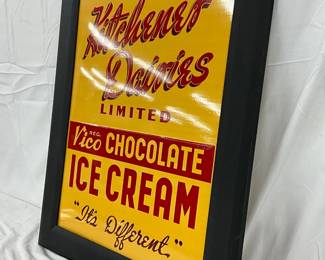 Kitchener
Dairies
LIMITED
REG.
Vico CHOCOLATE
ICE CREAM
"It's Different"